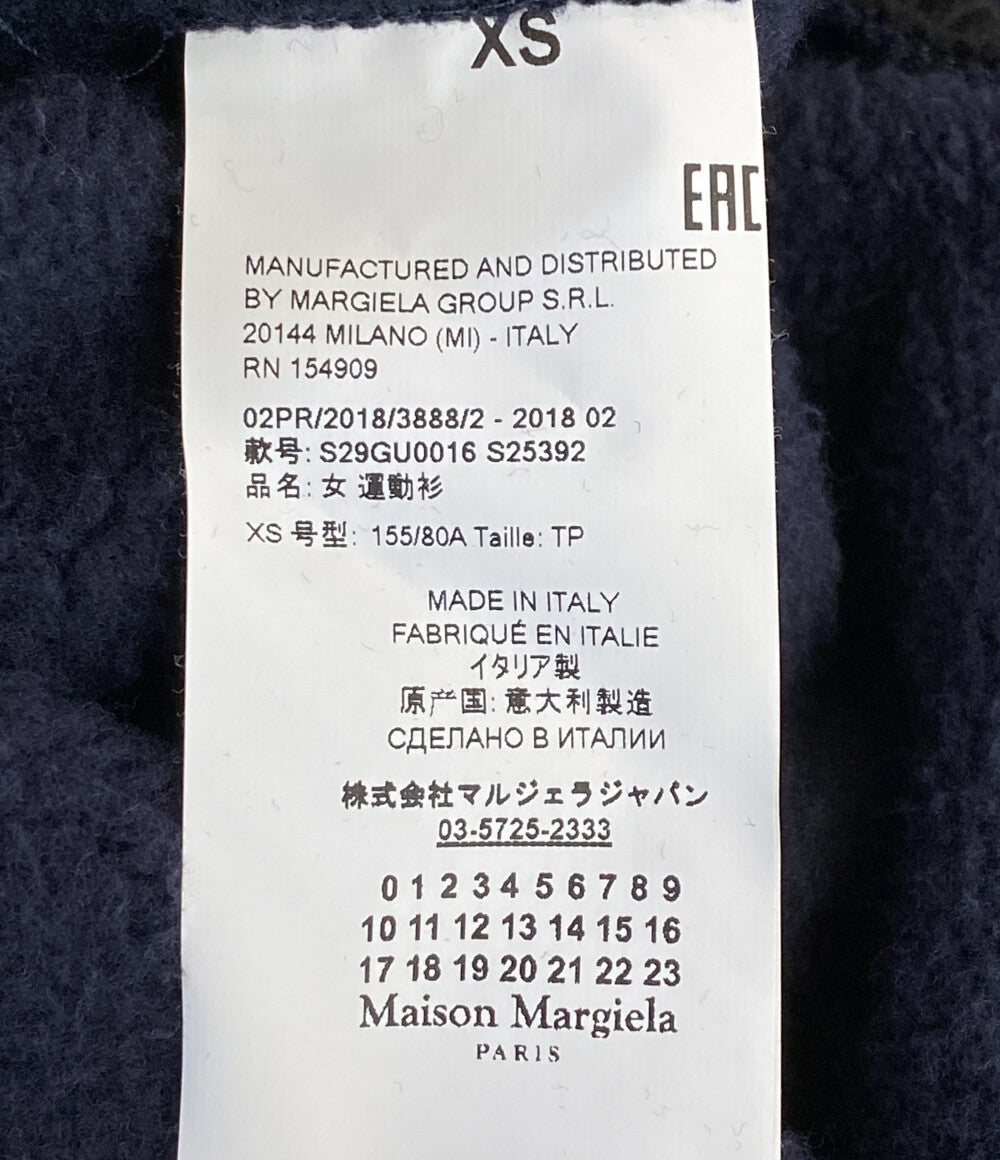 XS
EAC
MANUFACTURED AND DISTRIBUTED
BY MARGIELA GROUP S.R.L.
20144 MILANO (MI) - ITALY
RN 154909
02PR/2018/3888/2 - 2018 02
款号: S29GU0016 S25392
品名: 女 運動衫
XS 号型: 155/80A Taille: TP
MADE IN ITALY
FABRIQUÉ EN ITALIE
イタリア製
原产国: 意大利製造
СДЕЛАНО В ИТАЛИИ
株式会社マルジェラジャパン
03-5725-2333
0 1 2 3 4 5 6 7 8 9
10 11 12 13 14 15 16
17 18 19 20 21 22 23
Maison Margiela
PARIS